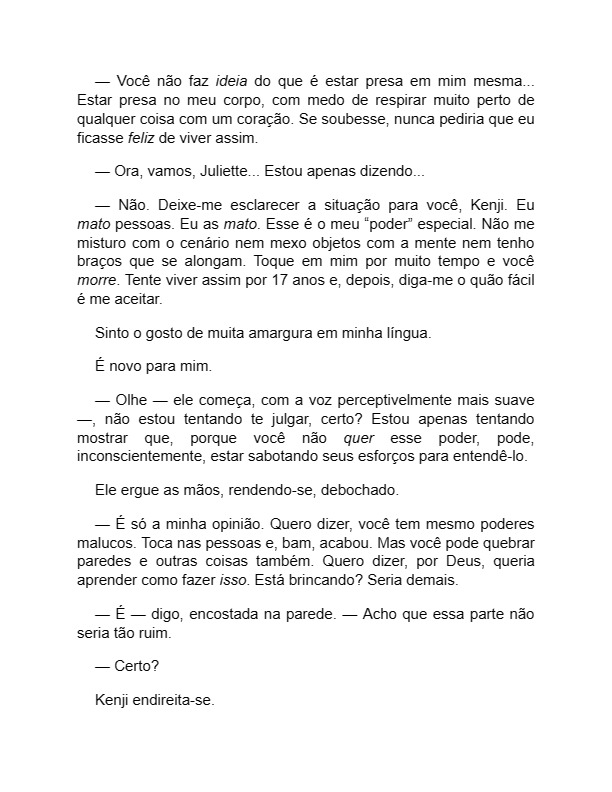 — Você não faz ideia do que é estar presa em mim mesma...
Estar presa no meu corpo, com medo de respirar muito perto de
qualquer coisa com um coração. Se soubesse, nunca pediria que eu
ficasse feliz de viver assim.
— Ora, vamos, Juliette... Estou apenas dizendo...
— Não. Deixe-me esclarecer a situação para você, Kenji. Eu
mato pessoas. Eu as mato. Esse é o meu “poder” especial. Não me
misturo com o cenário nem mexo objetos com a mente nem tenho
braços que se alongam. Toque em mim por muito tempo e você
morre. Tente viver assim por 17 anos e, depois, diga-me o quão fácil
é me aceitar.
Sinto o gosto de muita amargura em minha língua.
É novo para mim.
— Olhe — ele começa, com a voz perceptivelmente mais suave
—, não estou tentando te julgar, certo? Estou apenas tentando
mostrar que, porque você não quer esse poder, pode,
inconscientemente, estar sabotando seus esforços para entendê-lo.
Ele ergue as mãos, rendendo-se, debochado.
— É só a minha opinião. Quero dizer, você tem mesmo poderes
malucos. Toca nas pessoas e, bam, acabou. Mas você pode quebrar
paredes e outras coisas também. Quero dizer, por Deus, queria
aprender como fazer isso. Está brincando? Seria demais.
— É — digo, encostada na parede. — Acho que essa parte não
seria tão ruim.
— Certo?
Kenji endireita-se.